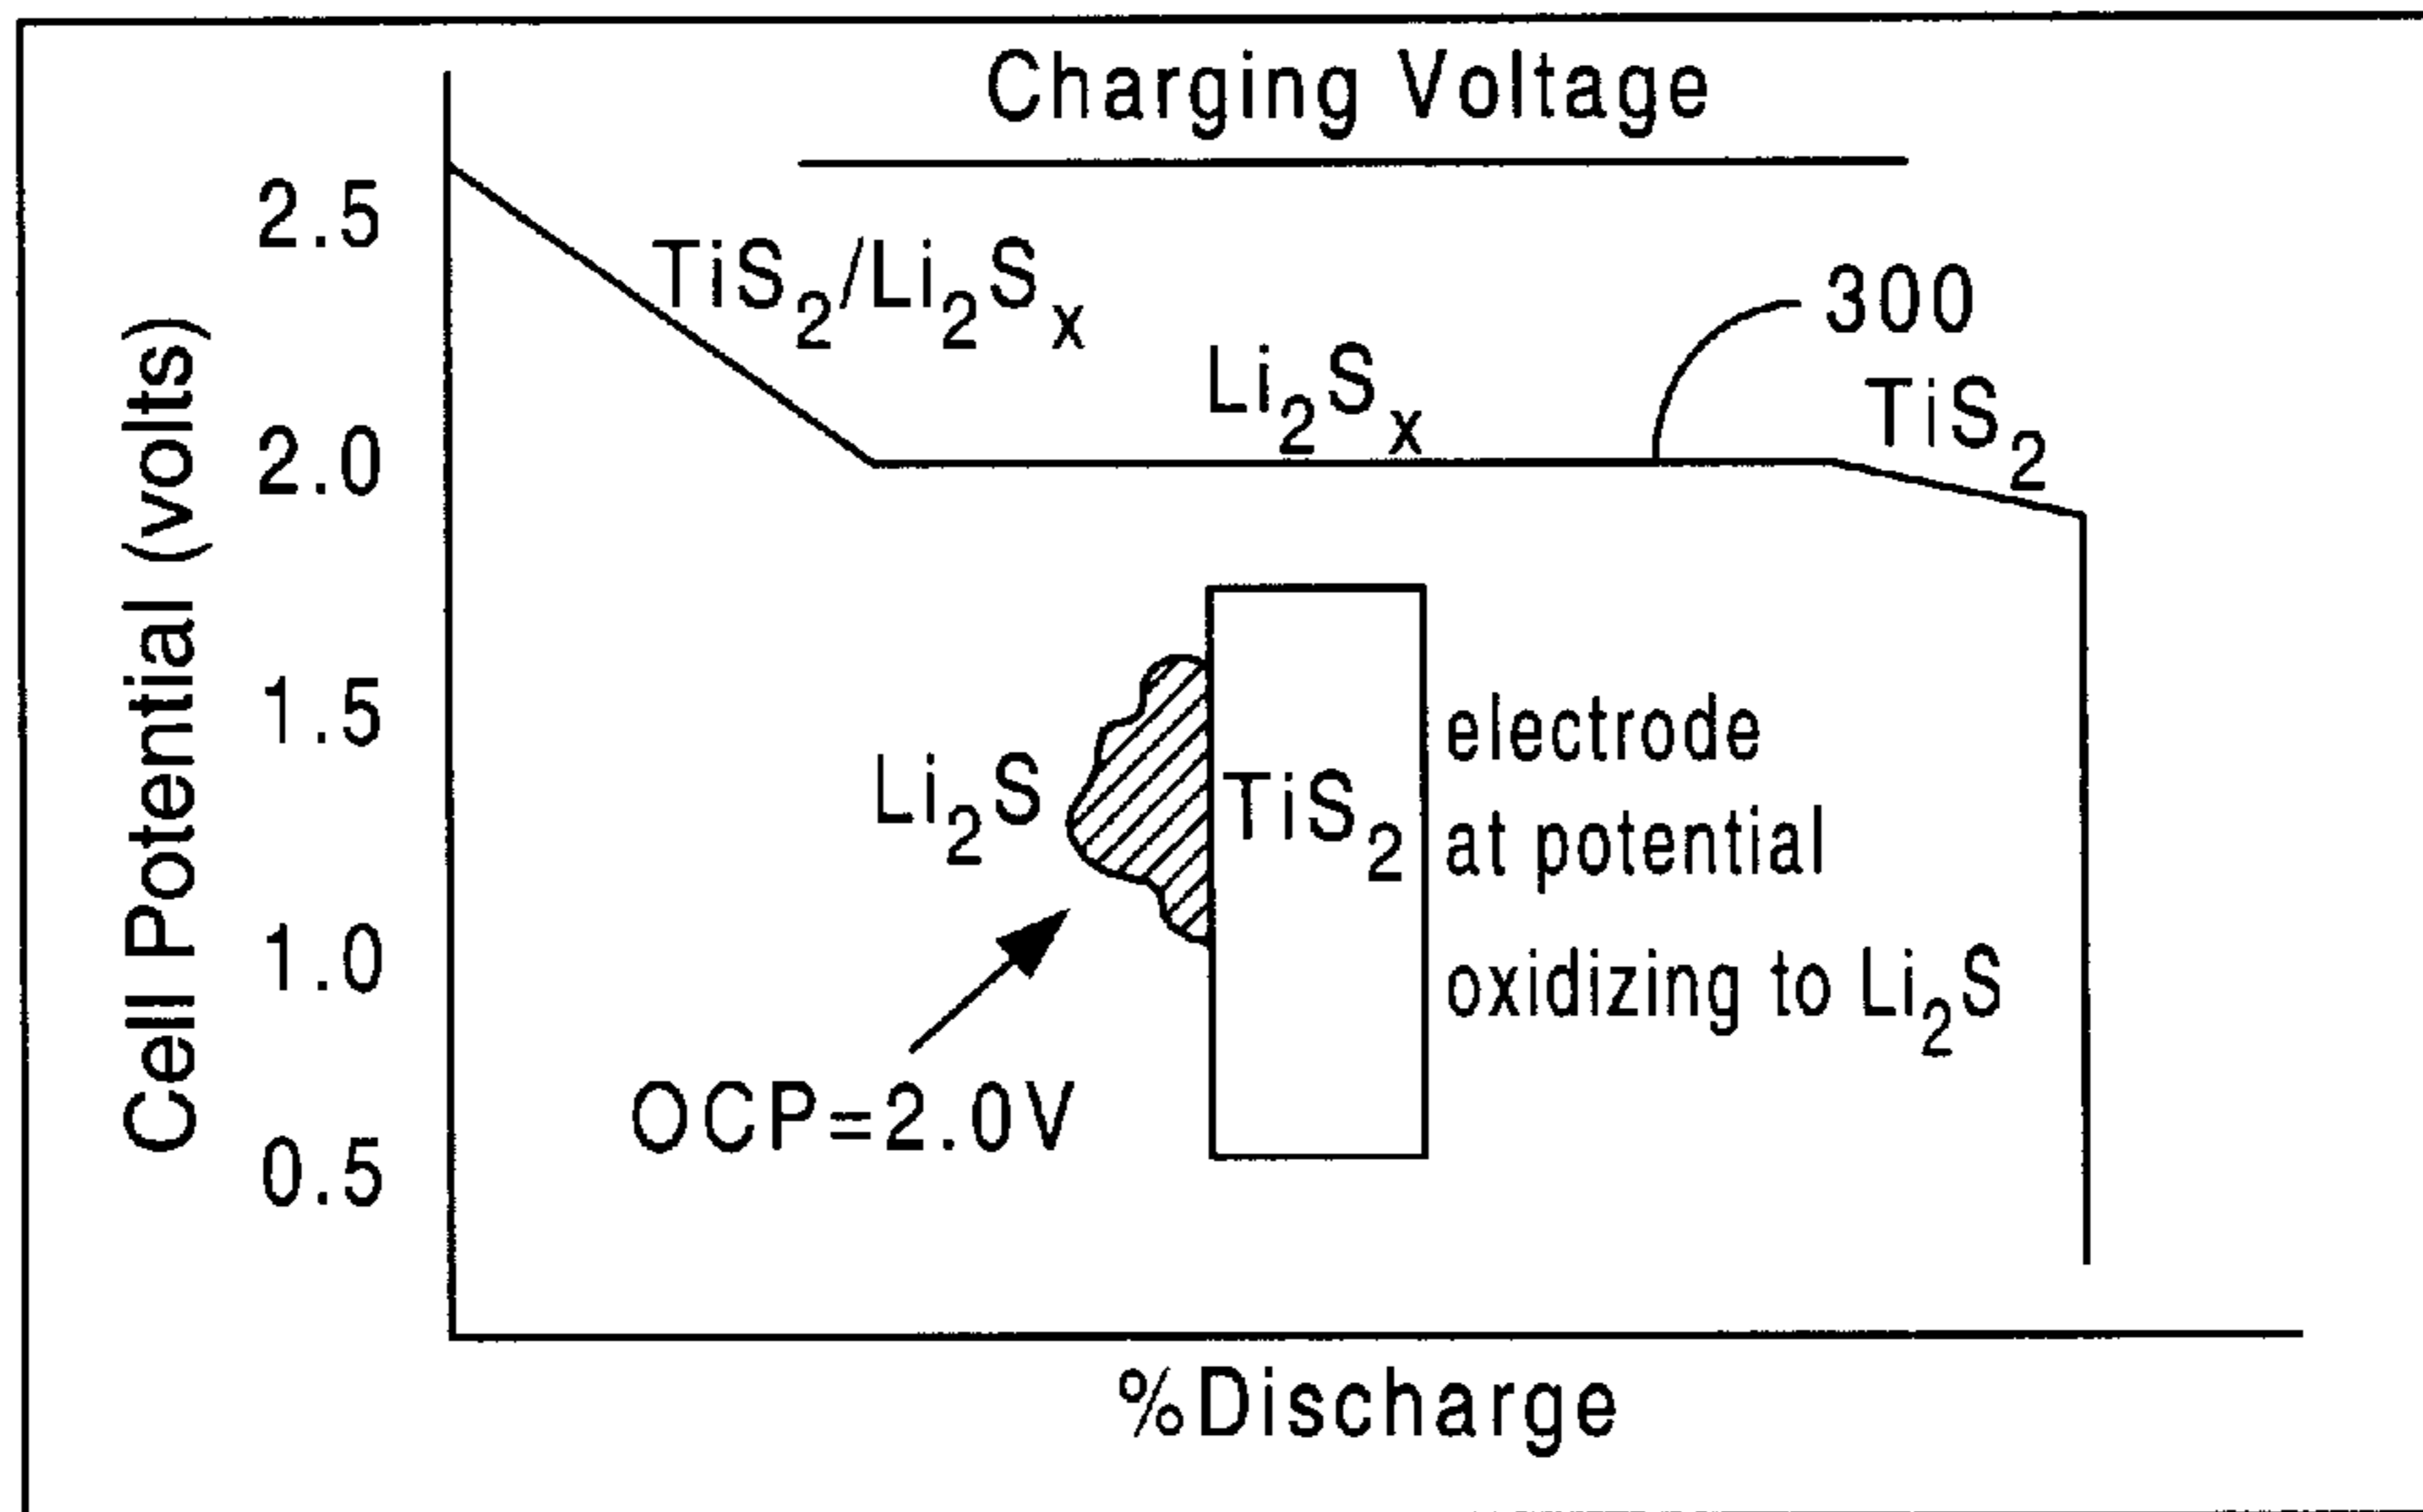 Charging Voltage
2.5
TiS₂/Li₂Sₓ
300
Li₂Sₓ
TiS₂
2.0
Cell Potential (volts)
1.5
electrode
Li₂S
TiS₂
at potential
1.0
oxidizing to Li₂S
OCP=2.0V
0.5
%Discharge